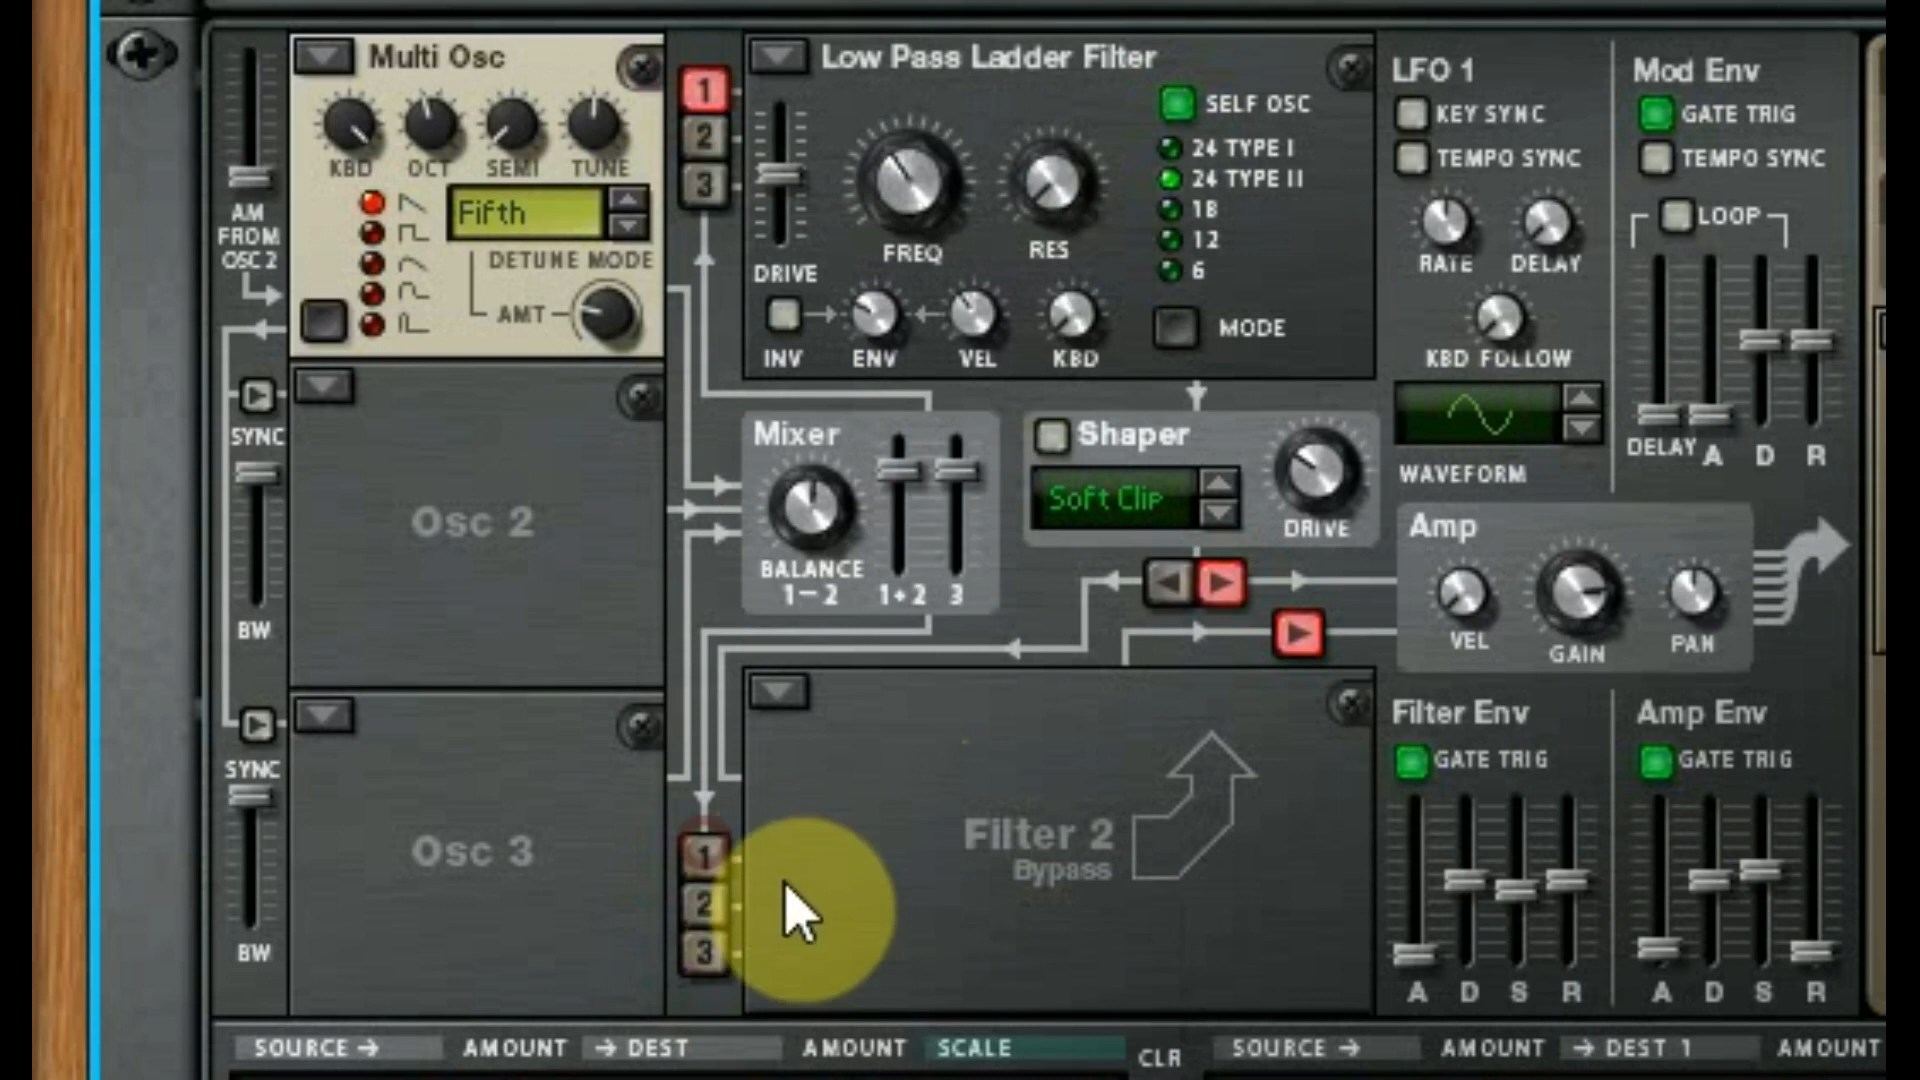 Multi Osc
KBD OCT SEMI TUNE
Fifth
DETUNE MODE
AMT
AM
FROM
OSC 2
SYNC
BW
Osc 2
SYNC
BW
Osc 3
1
2
3
Low Pass Ladder Filter
SELF OSC
24 TYPE I
24 TYPE II
18
12
6
MODE
DRIVE
FREQ
RES
INV
ENV
VEL
KBD
Mixer
BALANCE
1-2
1+2
3
Shaper
Soft Clip
DRIVE
1
2
3
Filter 2
Bypass
LFO 1
KEY SYNC
TEMPO SYNC
RATE
DELAY
KBD FOLLOW
WAVEFORM
Mod Env
GATE TRIG
TEMPO SYNC
LOOP
DELAY A D R
Amp
VEL
GAIN
PAN
Filter Env
GATE TRIG
A D S R
Amp Env
GATE TRIG
A D S R
SOURCE → AMOUNT → DEST AMOUNT SCALE CLR SOURCE → AMOUNT → DEST 1 AMOUNT